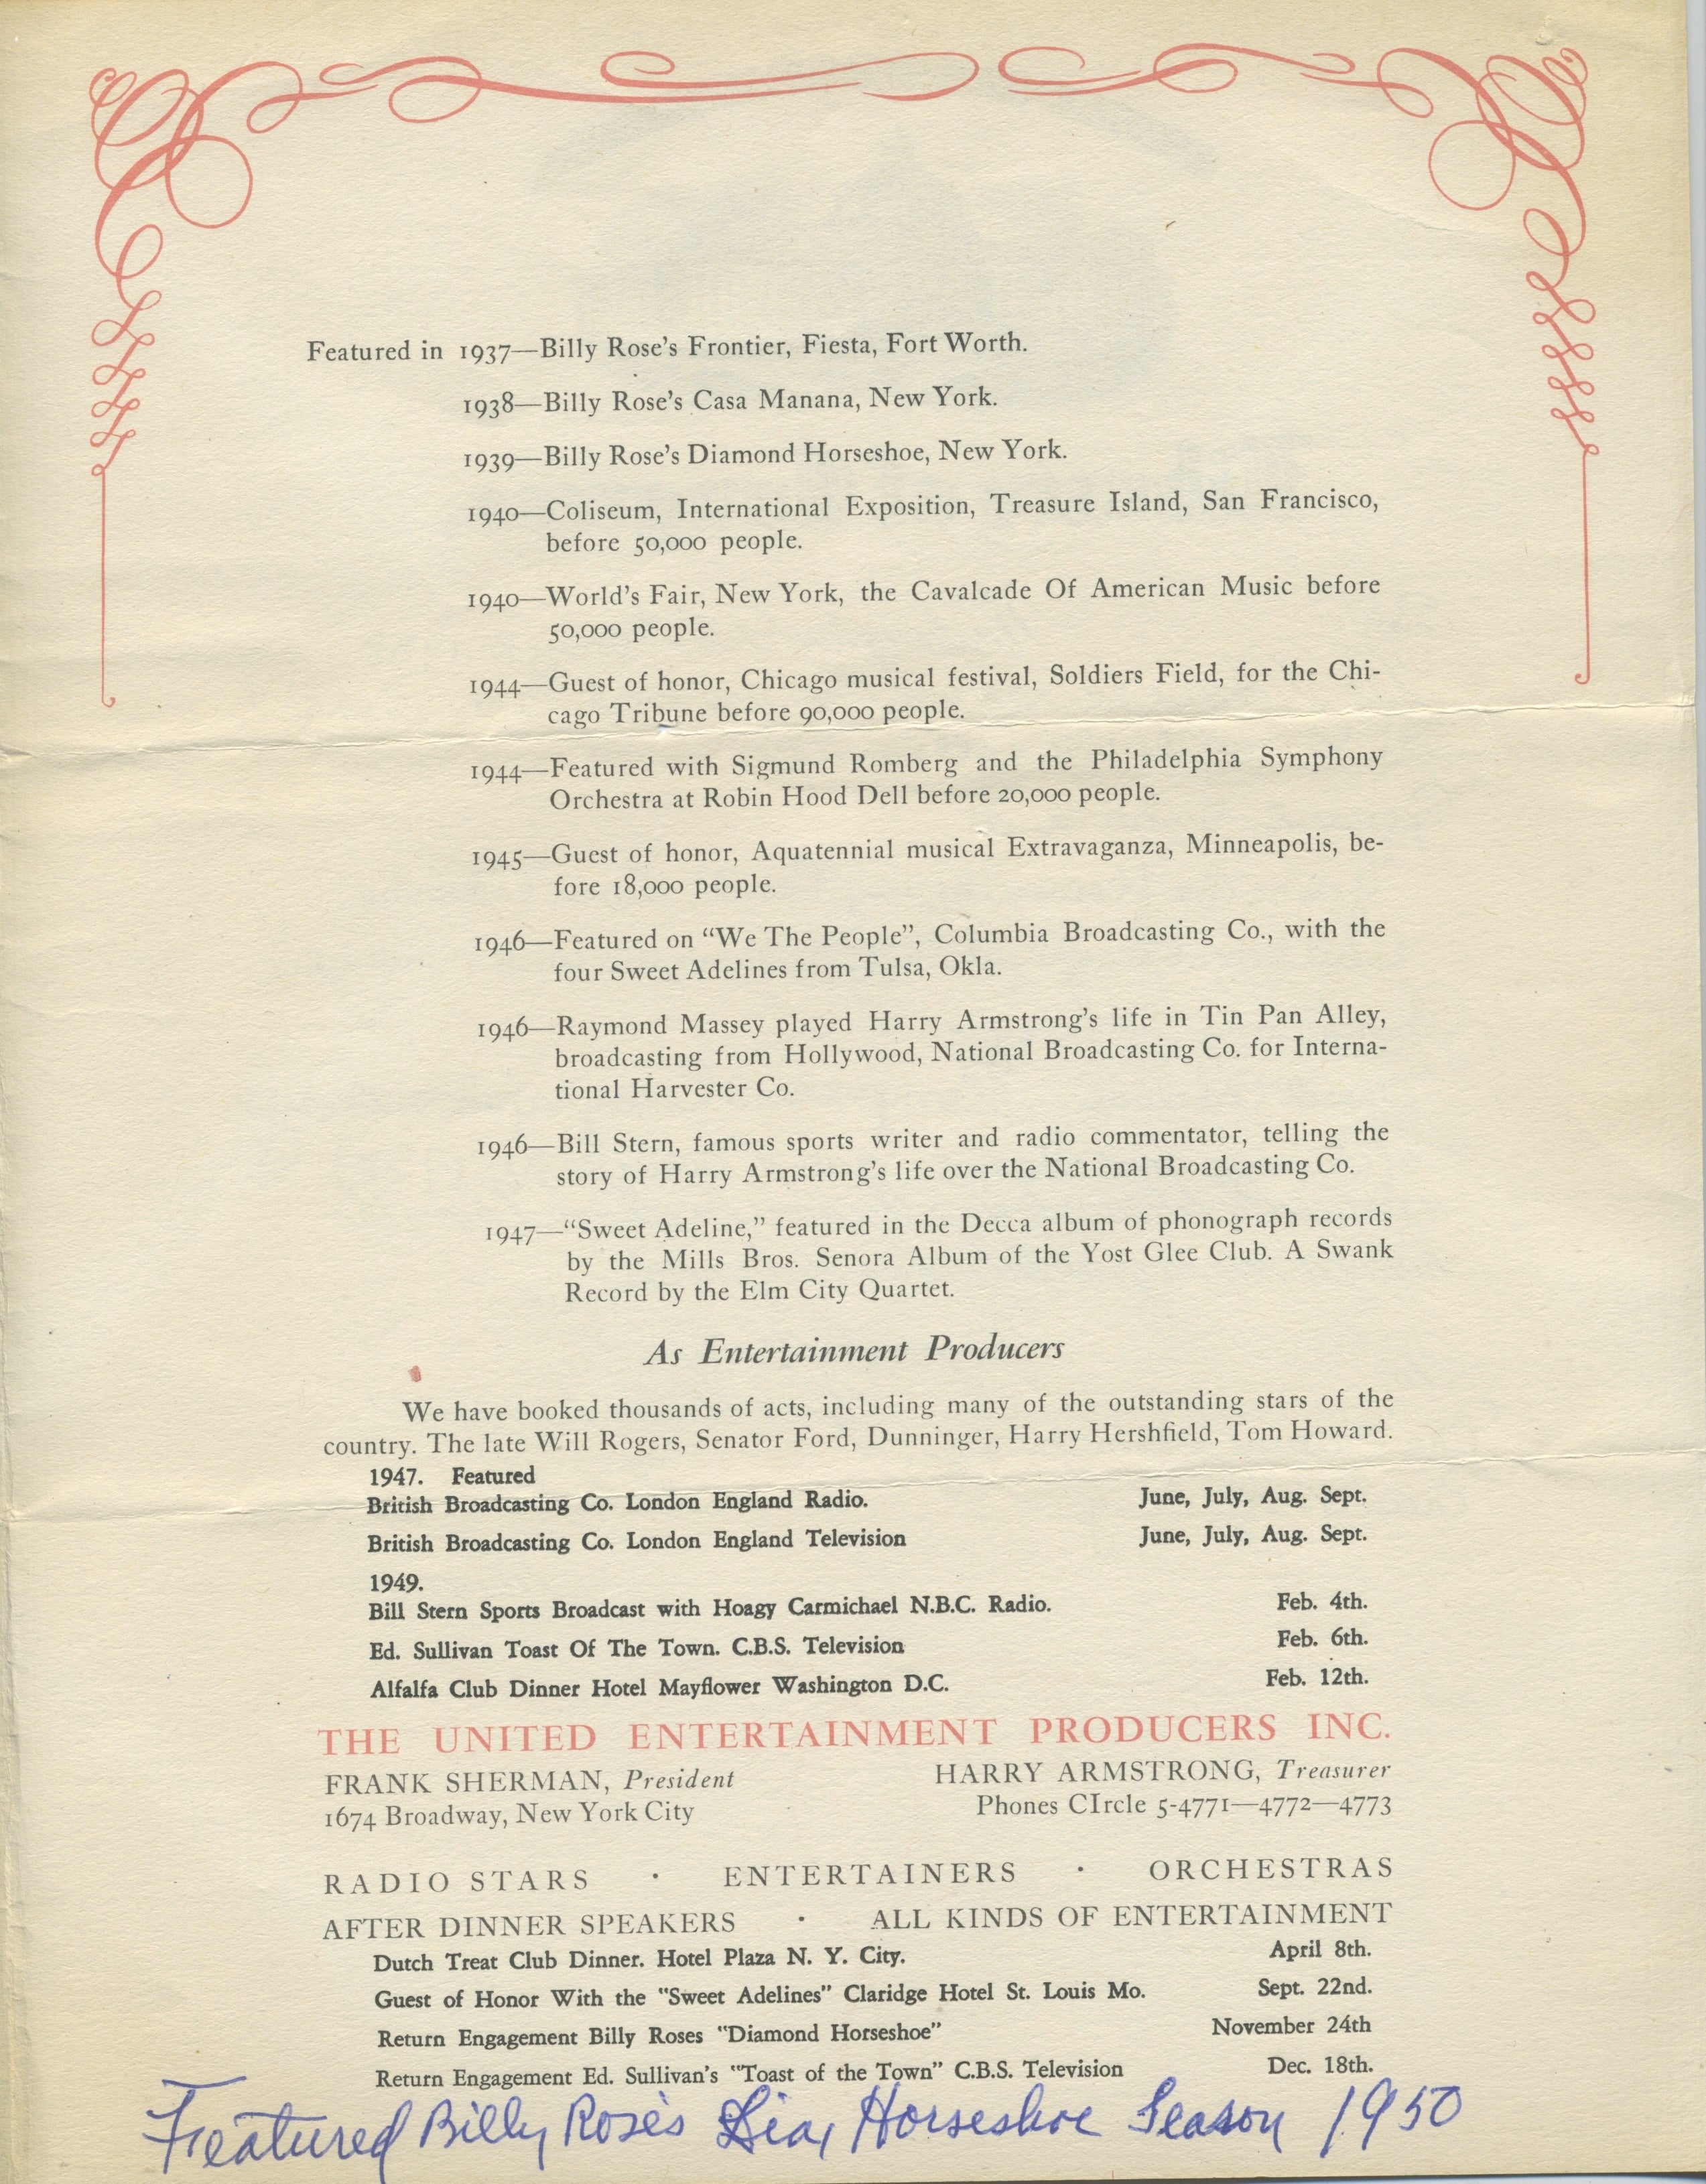 Featured in 1937—Billy Rose's Frontier, Fiesta, Fort Worth.
1938—Billy Rose's Casa Manana, New York.
1939—Billy Rose's Diamond Horseshoe, New York.
1940—Coliseum, International Exposition, Treasure Island, San Francisco,
before 50,000 people.
1940—World's Fair, New York, the Cavalcade Of American Music before
50,000 people.
1944—Guest of honor, Chicago musical festival, Soldiers Field, for the Chi-
cago Tribune before 90,000 people.
1944—Featured with Sigmund Romberg and the Philadelphia Symphony
Orchestra at Robin Hood Dell before 20,000 people.
1945—Guest of honor, Aquatennial musical Extravaganza, Minneapolis, be-
fore 18,000 people.
1946—Featured on "We The People", Columbia Broadcasting Co., with the
four Sweet Adelines from Tulsa, Okla.
1946—Raymond Massey played Harry Armstrong's life in Tin Pan Alley,
broadcasting from Hollywood, National Broadcasting Co. for Interna-
tional Harvester Co.
1946—Bill Stern, famous sports writer and radio commentator, telling the
story of Harry Armstrong's life over the National Broadcasting Co.
1947—"Sweet Adeline," featured in the Decca album of phonograph records
by the Mills Bros. Senora Album of the Yost Glee Club. A Swank
Record by the Elm City Quartet.
As Entertainment Producers
We have booked thousands of acts, including many of the outstanding stars of the
country. The late Will Rogers, Senator Ford, Dunninger, Harry Hershfield, Tom Howard.
1947. Featured
British Broadcasting Co. London England Radio. June, July, Aug. Sept.
British Broadcasting Co. London England Television June, July, Aug. Sept.
1949.
Bill Stern Sports Broadcast with Hoagy Carmichael N.B.C. Radio. Feb. 4th.
Ed. Sullivan Toast Of The Town. C.B.S. Television Feb. 6th.
Alfalfa Club Dinner Hotel Mayflower Washington D.C. Feb. 12th.
THE UNITED ENTERTAINMENT PRODUCERS INC.
FRANK SHERMAN, President HARRY ARMSTRONG, Treasurer
1674 Broadway, New York City Phones CIrcle 5-4771—4772—4773
RADIO STARS · ENTERTAINERS · ORCHESTRAS
AFTER DINNER SPEAKERS · ALL KINDS OF ENTERTAINMENT
Dutch Treat Club Dinner. Hotel Plaza N. Y. City. April 8th.
Guest of Honor With the "Sweet Adelines" Claridge Hotel St. Louis Mo. Sept. 22nd.
Return Engagement Billy Roses "Diamond Horseshoe" November 24th
Return Engagement Ed. Sullivan's "Toast of the Town" C.B.S. Television Dec. 18th.
Featured Billy Rose's Dia, Horseshoe Season 1950